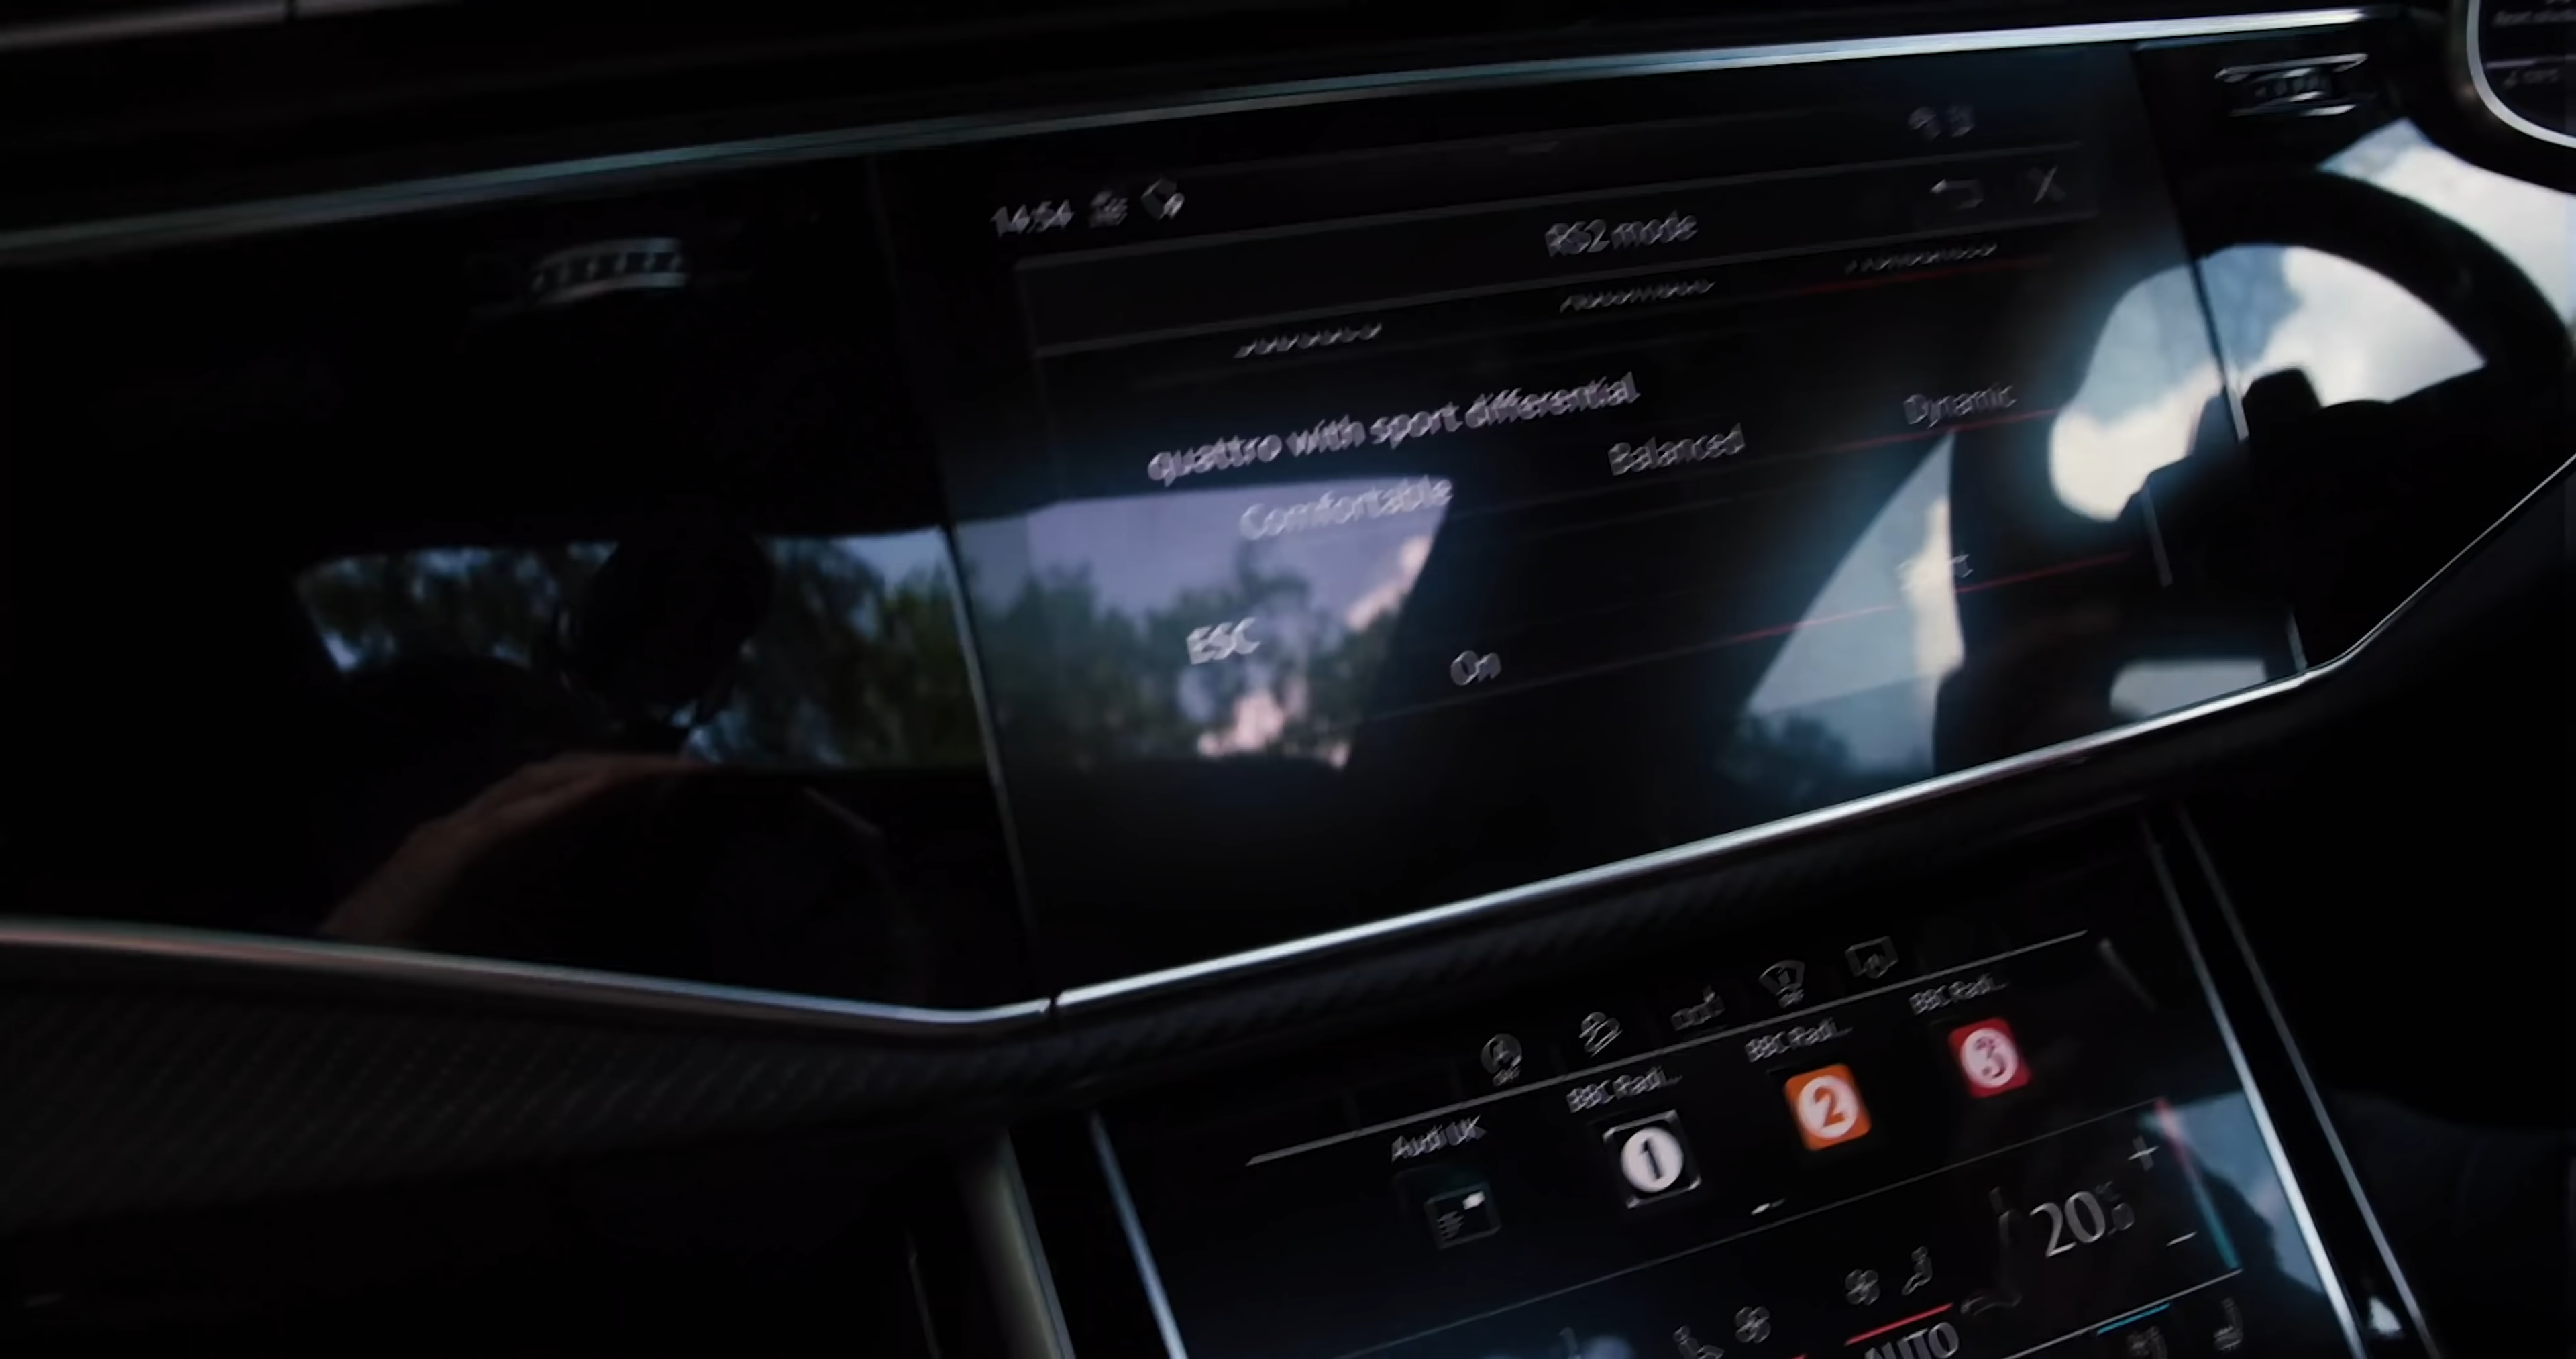 14:54
RS2 mode
quattro with sport differential
Comfortable
Balanced
Dynamic
ESC
On
Audi UK
BBC Radi...
BBC Radi...
BBC Radi...
1
2
3
20
AUTO